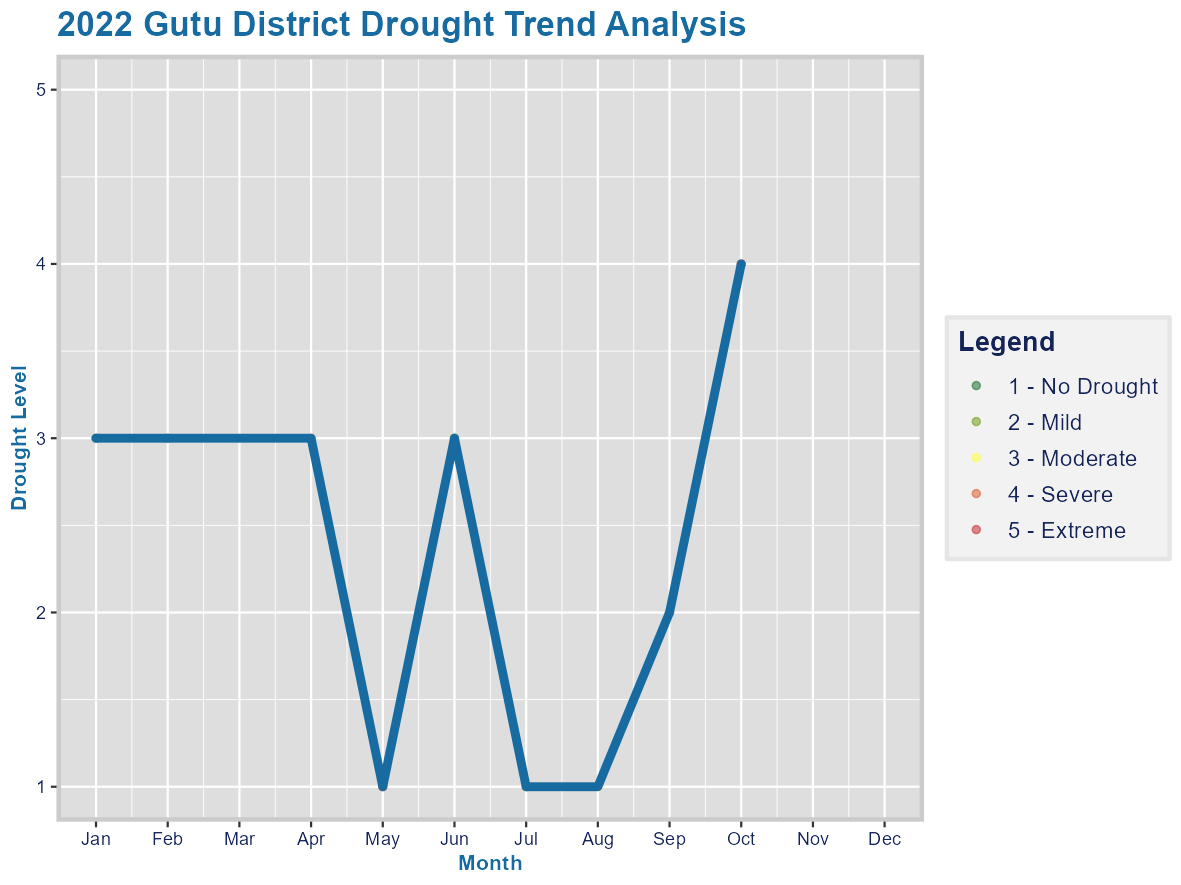 2022 Gutu District Drought Trend Analysis
5
4
3
2
1
Drought Level
Jan Feb Mar Apr May Jun Jul Aug Sep Oct Nov Dec
Month
Legend
1 - No Drought
2 - Mild
3 - Moderate
4 - Severe
5 - Extreme